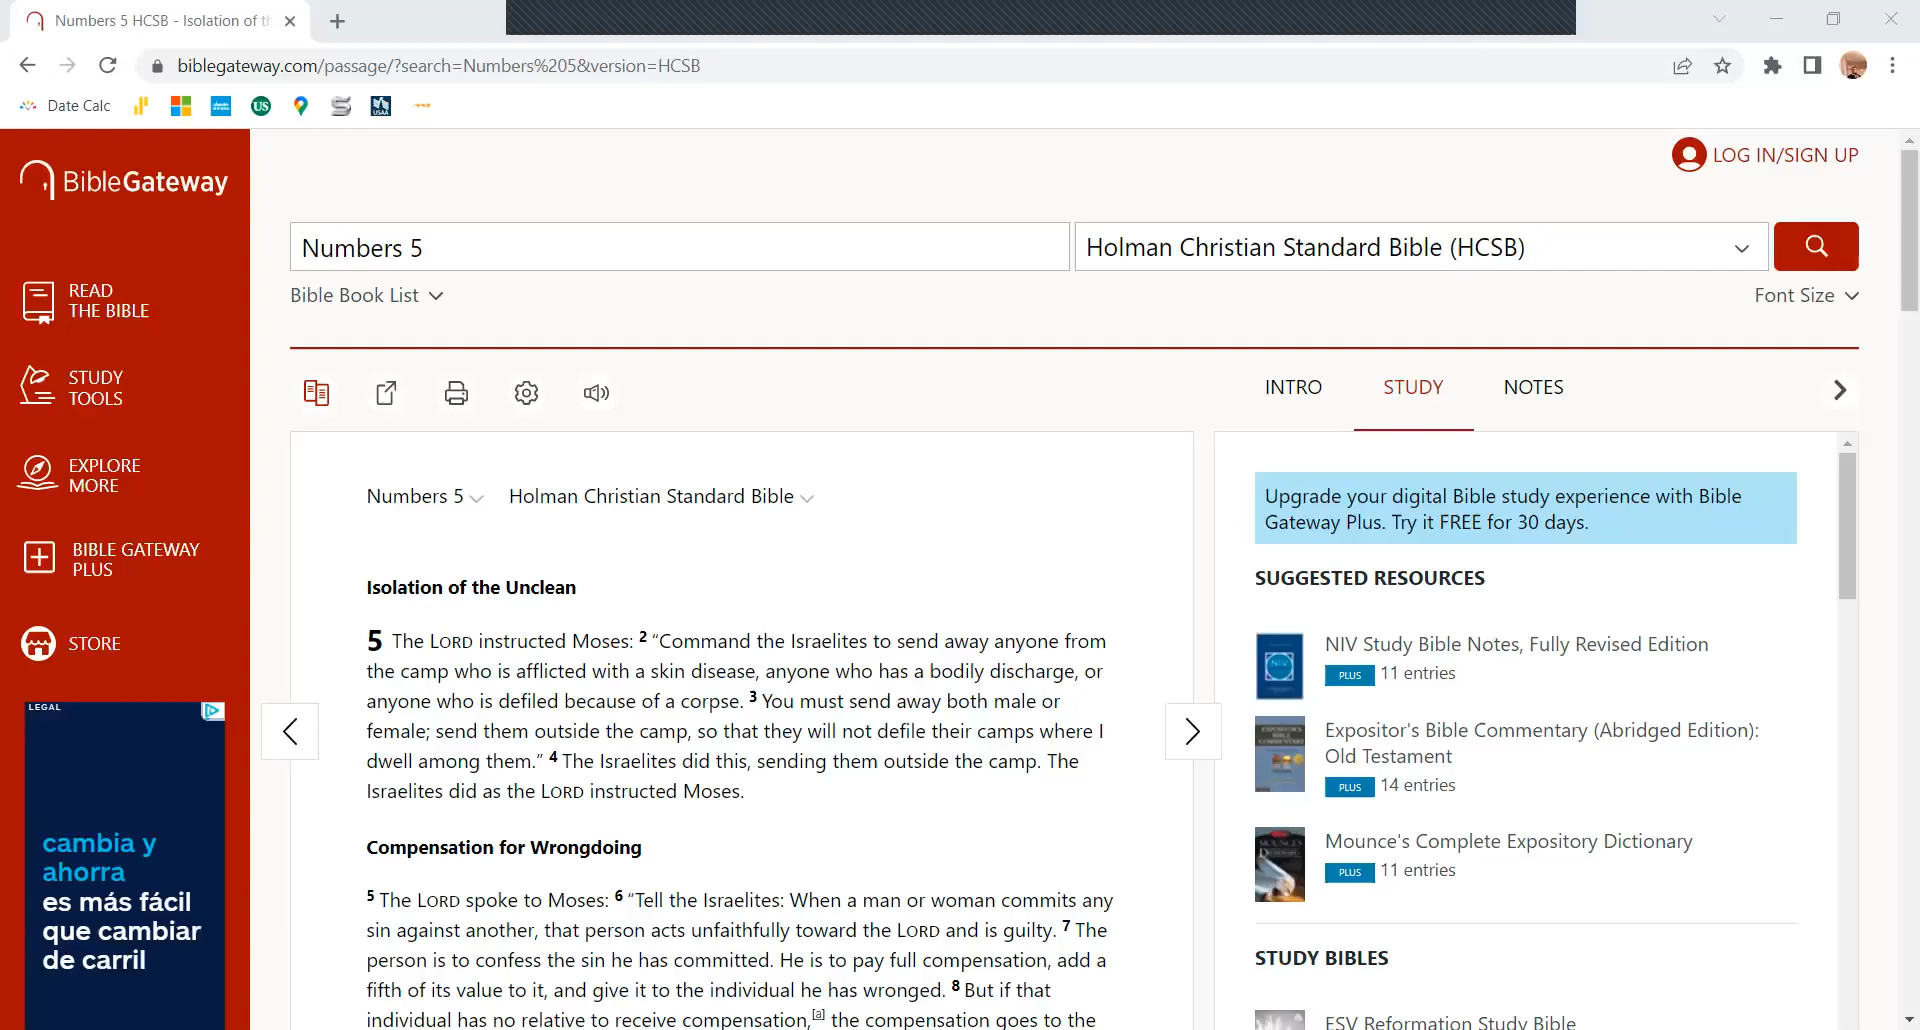 Numbers 5 HCSB - Isolation of t
biblegateway.com/passage/?search=Numbers%205&version=HCSB
Date Calc
US
USAA
BibleGateway
LOG IN/SIGN UP
Numbers 5
Holman Christian Standard Bible (HCSB)
Bible Book List
Font Size
READ
THE BIBLE
STUDY
TOOLS
EXPLORE
MORE
BIBLE GATEWAY
PLUS
STORE
LEGAL
cambia y
ahorra
es más fácil
que cambiar
de carril
INTRO
STUDY
NOTES
Numbers 5
Holman Christian Standard Bible
Isolation of the Unclean
5 The LORD instructed Moses: 2 “Command the Israelites to send away anyone from
the camp who is afflicted with a skin disease, anyone who has a bodily discharge, or
anyone who is defiled because of a corpse. 3 You must send away both male or
female; send them outside the camp, so that they will not defile their camps where I
dwell among them.” 4 The Israelites did this, sending them outside the camp. The
Israelites did as the LORD instructed Moses.
Compensation for Wrongdoing
5 The LORD spoke to Moses: 6 “Tell the Israelites: When a man or woman commits any
sin against another, that person acts unfaithfully toward the LORD and is guilty. 7 The
person is to confess the sin he has committed. He is to pay full compensation, add a
fifth of its value to it, and give it to the individual he has wronged. 8 But if that
individual has no relative to receive compensation,[a] the compensation goes to the
Upgrade your digital Bible study experience with Bible
Gateway Plus. Try it FREE for 30 days.
SUGGESTED RESOURCES
NIV
NIV Study Bible Notes, Fully Revised Edition
PLUS 11 entries
EXPOSITOR'S
BIBLE
COMMENTARY
Expositor's Bible Commentary (Abridged Edition):
Old Testament
PLUS 14 entries
MOUNCE'S
Mounce's Complete Expository Dictionary
PLUS 11 entries
STUDY BIBLES
ESV Reformation Study Bible